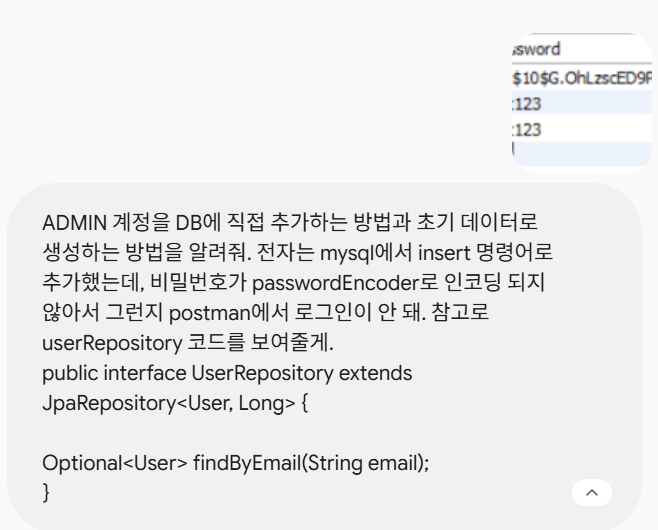 ssword
$10$G.OhLzscED9F
:123
:123
ADMIN 계정을 DB에 직접 추가하는 방법과 초기 데이터로
생성하는 방법을 알려줘. 전자는 mysql에서 insert 명령어로
추가했는데, 비밀번호가 passwordEncoder로 인코딩 되지
않아서 그런지 postman에서 로그인이 안 돼. 참고로
userRepository 코드를 보여줄게.
public interface UserRepository extends
JpaRepository<User, Long> {
Optional<User> findByEmail(String email);
}